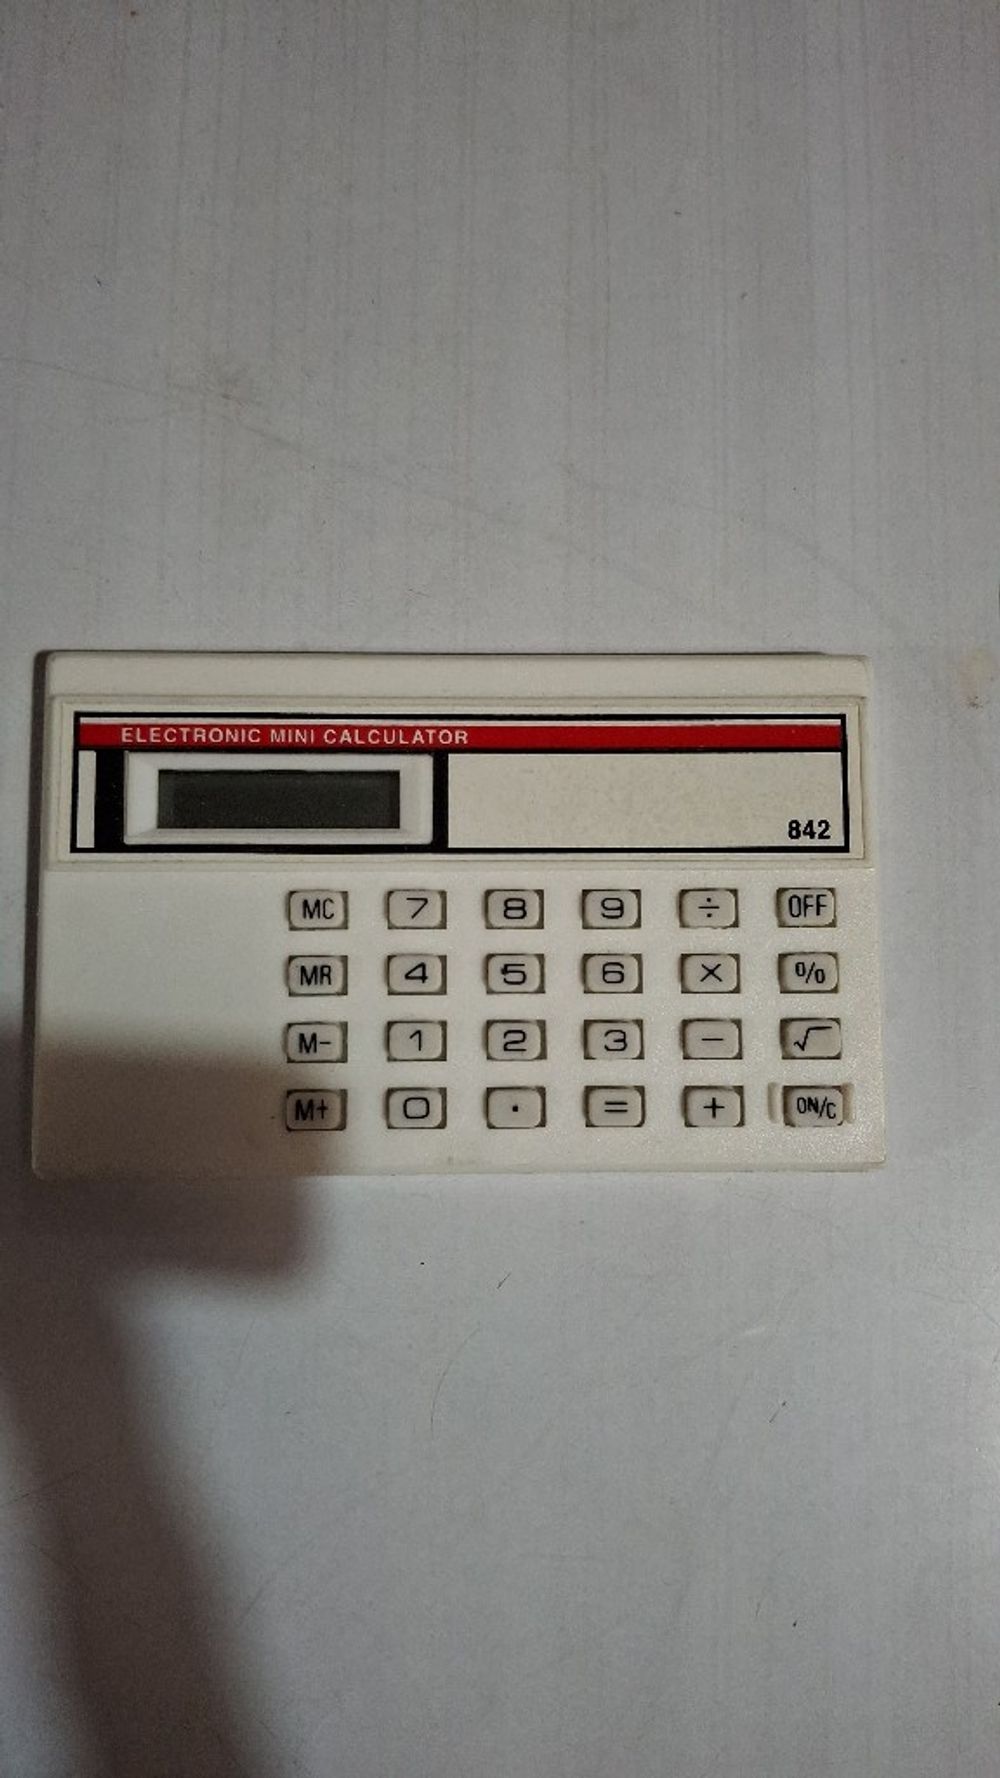 ELECTRONIC MINI CALCULATOR
842
MC 7 8 9 ÷ OFF
MR 4 5 6 × %
M− 1 2 3 − √
M+ 0 . = + ON/C